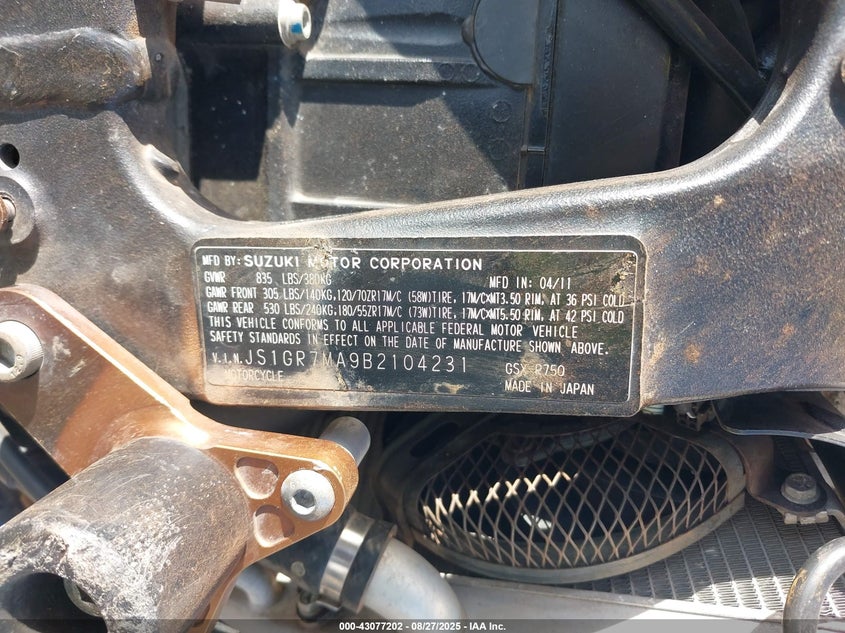 MFD BY: SUZUKI MOTOR CORPORATION
GVWR 835 LBS/380KG MFD IN: 04/11
GAWR FRONT 305 LBS/140KG,120/70ZR17M/C (58W)TIRE, 17M/C×MT3.50 RIM, AT 36 PSI COLD
GAWR REAR 530 LBS/240KG,180/55ZR17M/C (73W)TIRE, 17M/C×MT5.50 RIM, AT 42 PSI COLD
THIS VEHICLE CONFORMS TO ALL APPLICABLE FEDERAL MOTOR VEHICLE
SAFETY STANDARDS IN EFFECT ON THE DATE OF MANUFACTURE SHOWN ABOVE.
V.I.N. JS1GR7MA9B2104231 GSX-R750
MOTORCYCLE MADE IN JAPAN
000-43077202 - 08/27/2025 - IAA Inc.